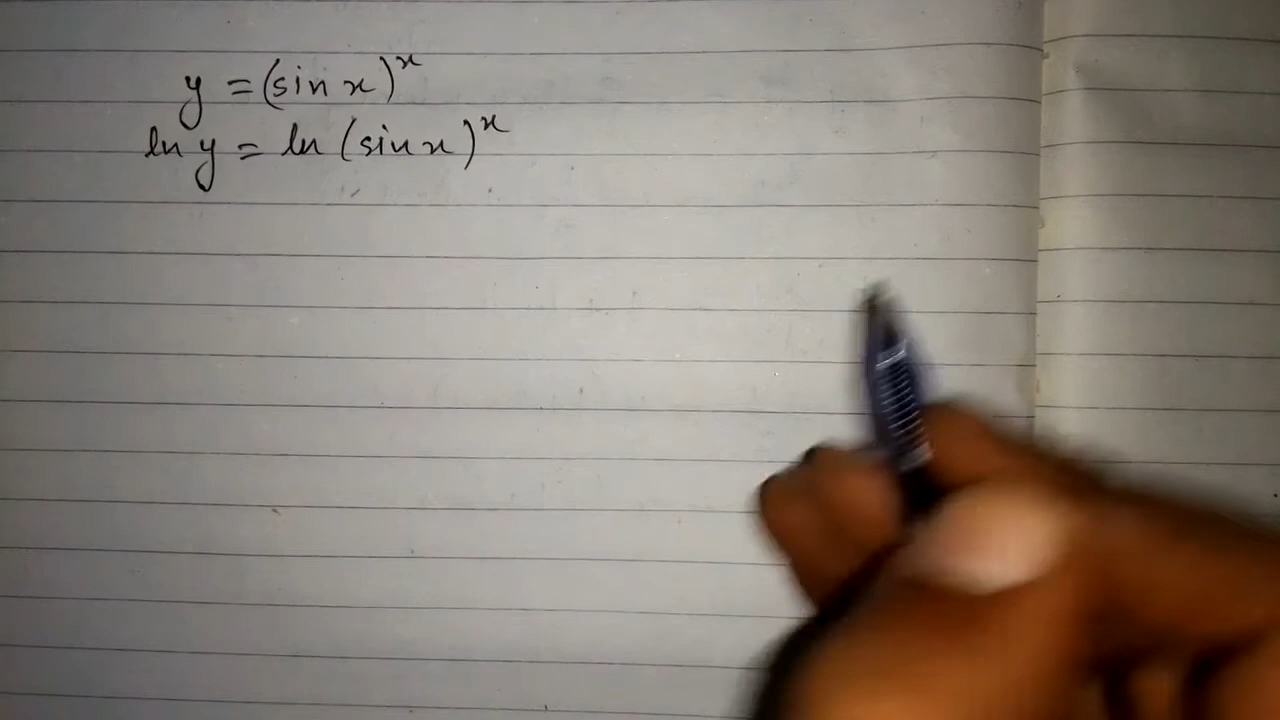 y = (sin x)^x
ln y = ln (sin x)^x